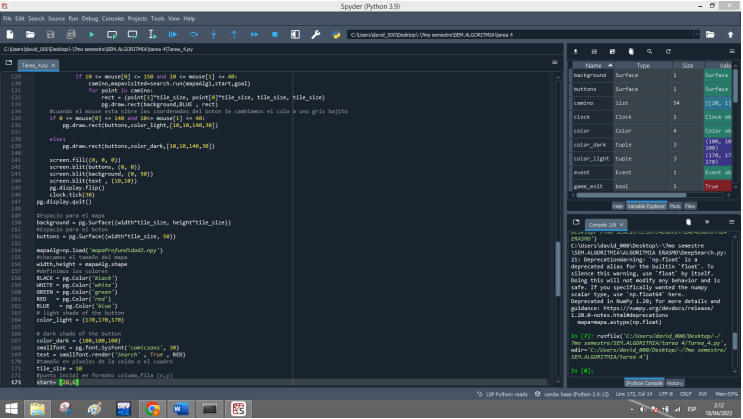 Spyder (Python 3.9)
File Edit Search Source Run Debug Consoles Projects Tools View Help
C:\Users\david_000\Desktop\-\7mo semestre\SEM.ALGORITMIA\tarea 4
C:\Users\david_000\Desktop\-\7mo semestre\SEM.ALGORITMIA\tarea 4\Tarea_4.py
Tarea_4.py
129 if 10 <= mouse[0] <= 150 and 10 <= mouse[1] <= 40:
130 camino,mapavisited=search.run(mapaAlgi,start,goal)
131 for point in camino:
132 rect = (point[1]*tile_size, point[0]*tile_size, tile_size, tile_size)
133 pg.draw.rect(background,BLUE , rect)
134 #cuando el mouse esta sibre las coordenadas del boton le cambiamos el colo a uno gris bajito
135 if 0 <= mouse[0] <= 140 and 10<= mouse[1] <= 40:
136 pg.draw.rect(buttons,color_light,[10,10,140,30])
137
138 else:
139 pg.draw.rect(buttons,color_dark,[10,10,140,30])
140
141 screen.fill((0, 0, 0))
142 screen.blit(buttons, (0, 0))
143 screen.blit(background, (0, 50))
144 screen.blit(text , (10,10))
145 pg.display.flip()
146 clock.tick(30)
147 pg.display.quit()
148
149 #Espacio para el mapa
150 background = pg.Surface((width*tile_size, height*tile_size))
151 #Espacio para el boton
152 buttons = pg.Surface((width*tile_size, 50))
153
154 mapaAlg=np.load('mapaProfundidad2.npy')
155 #checamos el tamaño del mapa
156 width,height = mapaAlg.shape
157 #definimos los colores
158 BLACK = pg.Color('black')
159 WHITE = pg.Color('white')
160 GREEN = pg.Color('green')
161 RED = pg.Color('red')
162 BLUE = pg.Color('blue')
163 # light shade of the button
164 color_light = (170,170,170)
165
166 # dark shade of the button
167 color_dark = (100,100,100)
168 smallfont = pg.font.SysFont('comicsans', 30)
169 text = smallfont.render('Search' , True , RED)
170 #tamaño en pixeles de la celda o el cuadro
171 tile_size = 10
172 #punto incial en formato columa,fila (x,y)
173 start= [20,6]
Name Type Size Valu
background Surface 1 Surface
buttons Surface 1 Surface
camino list 54 [[20, 1]
clock Clock 1 Clock ob
Color Color 4 Color ob
color_dark tuple 3 (100, 100, 100)
color_light tuple 3 (170, 170, 170)
event Event 1 Event ob
game_exit bool 1 True
Help Variable Explorer Plots Files
Console 1/A
ERASMO')
C:\Users\david_000\Desktop\-\7mo semestre
\SEM.ALGORITMIA\ALGORITMIA ERASMO\DeepSearch.py:
21: DeprecationWarning: `np.float` is a
deprecated alias for the builtin `float`. To
silence this warning, use `float` by itself.
Doing this will not modify any behavior and is
safe. If you specifically wanted the numpy
scalar type, use `np.float64` here.
Deprecated in NumPy 1.20; for more details and
guidance: https://numpy.org/devdocs/release/
1.20.0-notes.html#deprecations
mapa=mapa.astype(np.float)
In [7]: runfile('C:/Users/david_000/Desktop/-/
7mo semestre/SEM.ALGORITMIA/tarea 4/Tarea_4.py',
wdir='C:/Users/david_000/Desktop/-/7mo semestre/
SEM.ALGORITMIA/tarea 4')
In [8]:
IPython Console History
LSP Python: ready conda: base (Python 3.9.13) Line 173, Col 14 UTF-8 CRLF RW Mem 63%
ESP
2:12
18/04/2023